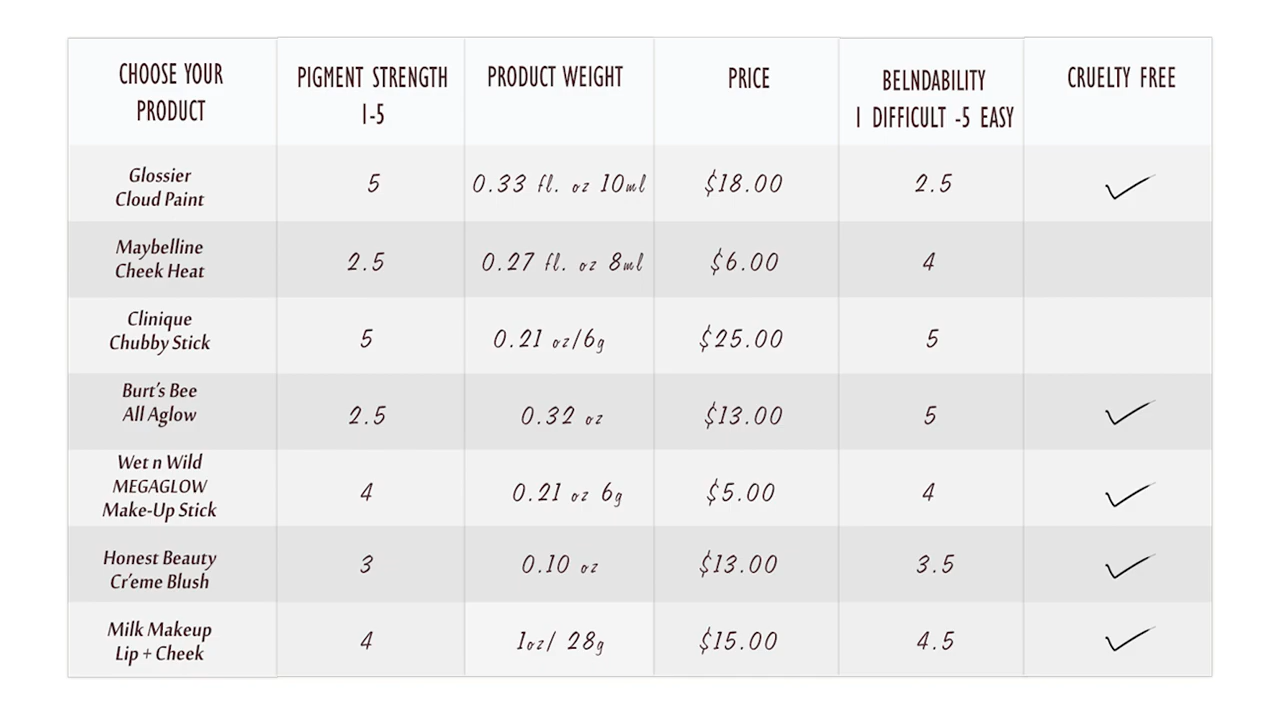 CHOOSE YOUR
PRODUCT
PIGMENT STRENGTH
1-5
PRODUCT WEIGHT
PRICE
BELNDABILITY
1 DIFFICULT -5 EASY
CRUELTY FREE
Glossier
Cloud Paint
5
0.33 fl. oz 10ml
$18.00
2.5
✓
Maybelline
Cheek Heat
2.5
0.27 fl. oz 8ml
$6.00
4
Clinique
Chubby Stick
5
0.21 oz/6g
$25.00
5
Burt's Bee
All Aglow
2.5
0.32 oz
$13.00
5
✓
Wet n Wild
MEGAGLOW
Make-Up Stick
4
0.21 oz 6g
$5.00
4
✓
Honest Beauty
Cr'eme Blush
3
0.10 oz
$13.00
3.5
✓
Milk Makeup
Lip + Cheek
4
1oz/ 28g
$15.00
4.5
✓